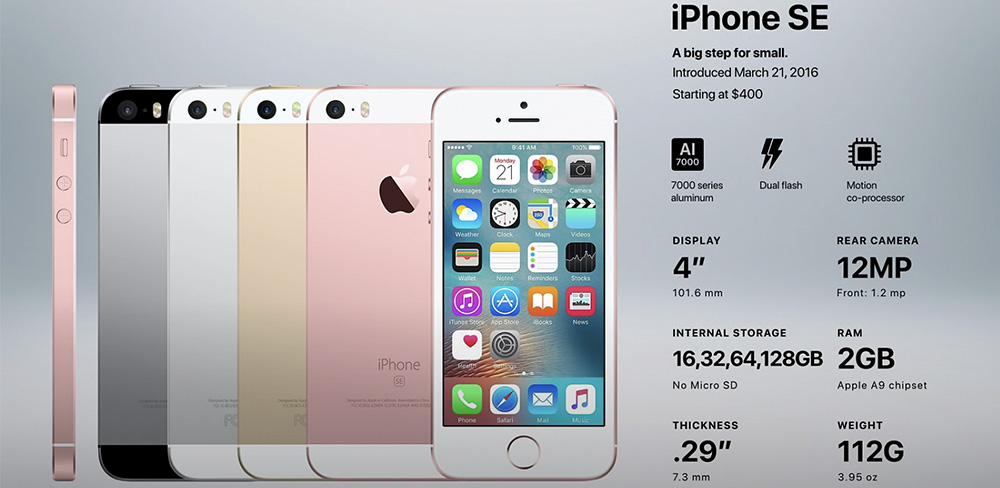 iPhone SE
A big step for small.
Introduced March 21, 2016
Starting at $400
AI
7000
7000 series
aluminum
Dual flash
Motion
co-processor
DISPLAY
4"
101.6 mm
REAR CAMERA
12MP
Front: 1.2 mp
INTERNAL STORAGE
16,32,64,128GB
No Micro SD
RAM
2GB
Apple A9 chipset
THICKNESS
.29"
7.3 mm
WEIGHT
112G
3.95 oz
iPhone
SE
9:41 AM 100%
Monday
21
Messages Calendar Photos Camera
Weather Clock Maps Videos
Wallet Notes Reminders Stocks
iTunes Store App Store iBooks News
Health Settings
Phone Safari Mail Music